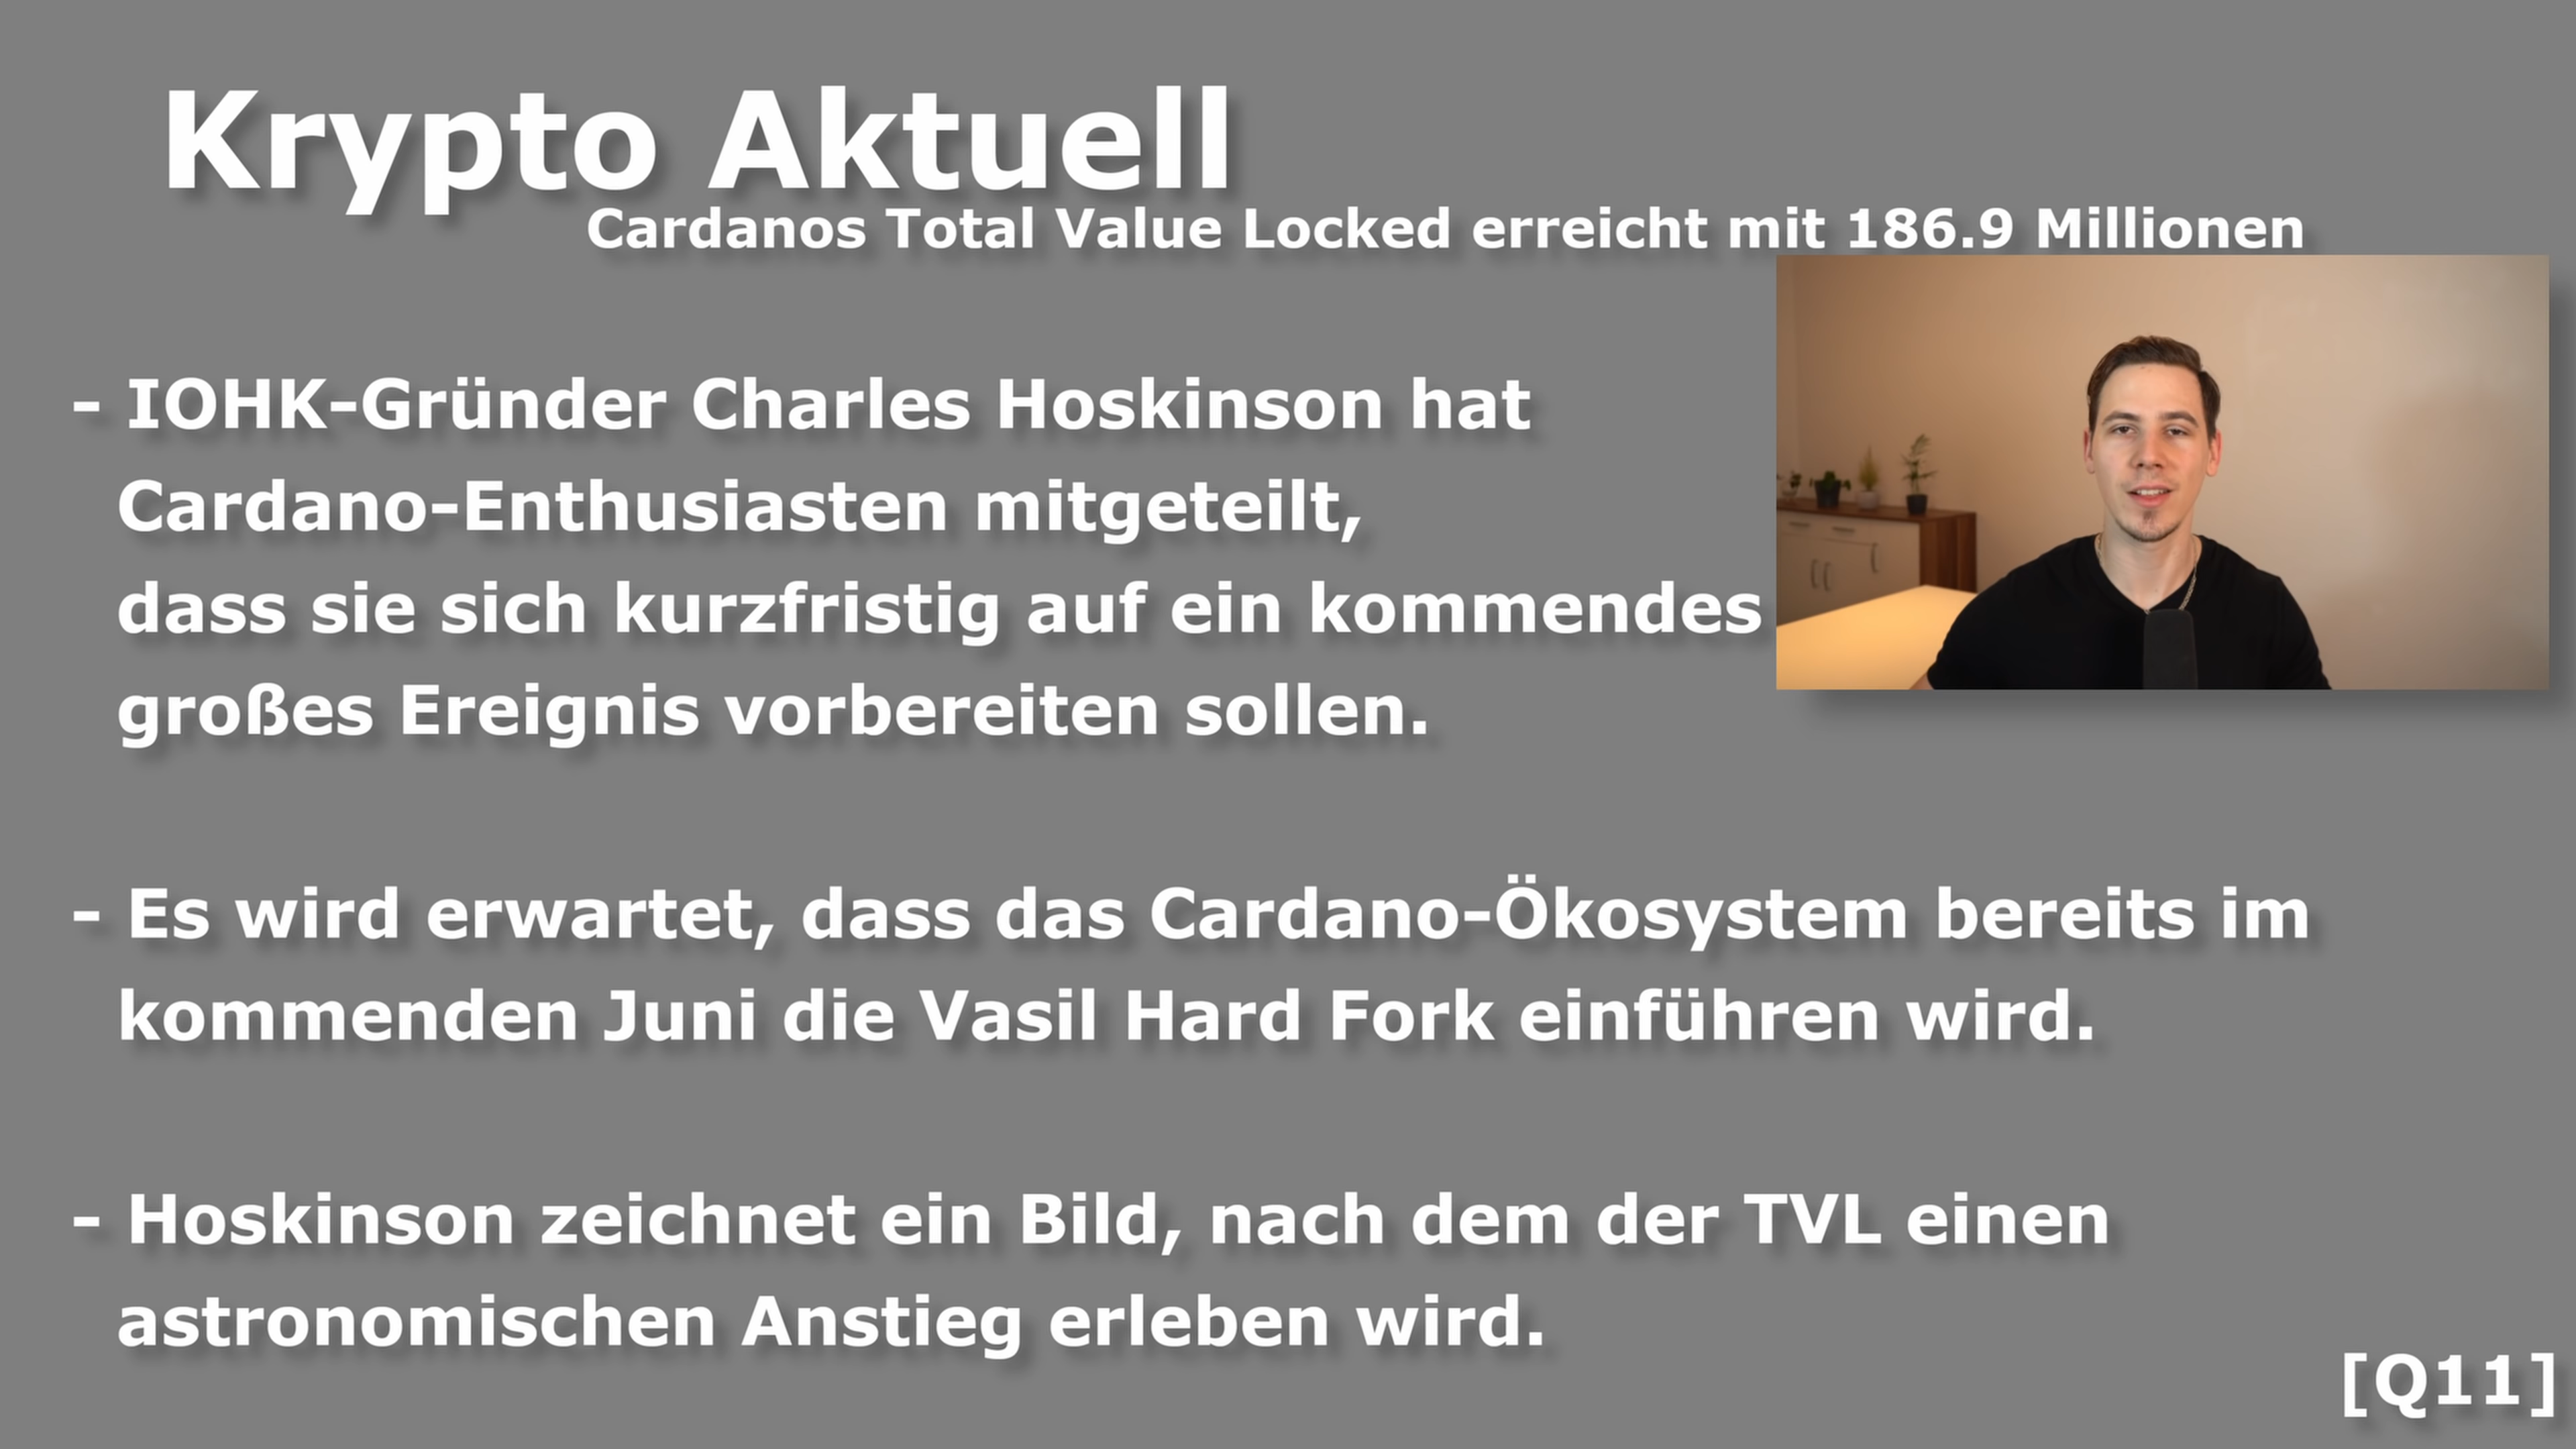 Krypto Aktuell
Cardanos Total Value Locked erreicht mit 186.9 Millionen
- IOHK-Gründer Charles Hoskinson hat
Cardano-Enthusiasten mitgeteilt,
dass sie sich kurzfristig auf ein kommendes
großes Ereignis vorbereiten sollen.
- Es wird erwartet, dass das Cardano-Ökosystem bereits im
kommenden Juni die Vasil Hard Fork einführen wird.
- Hoskinson zeichnet ein Bild, nach dem der TVL einen
astronomischen Anstieg erleben wird.
[Q11]